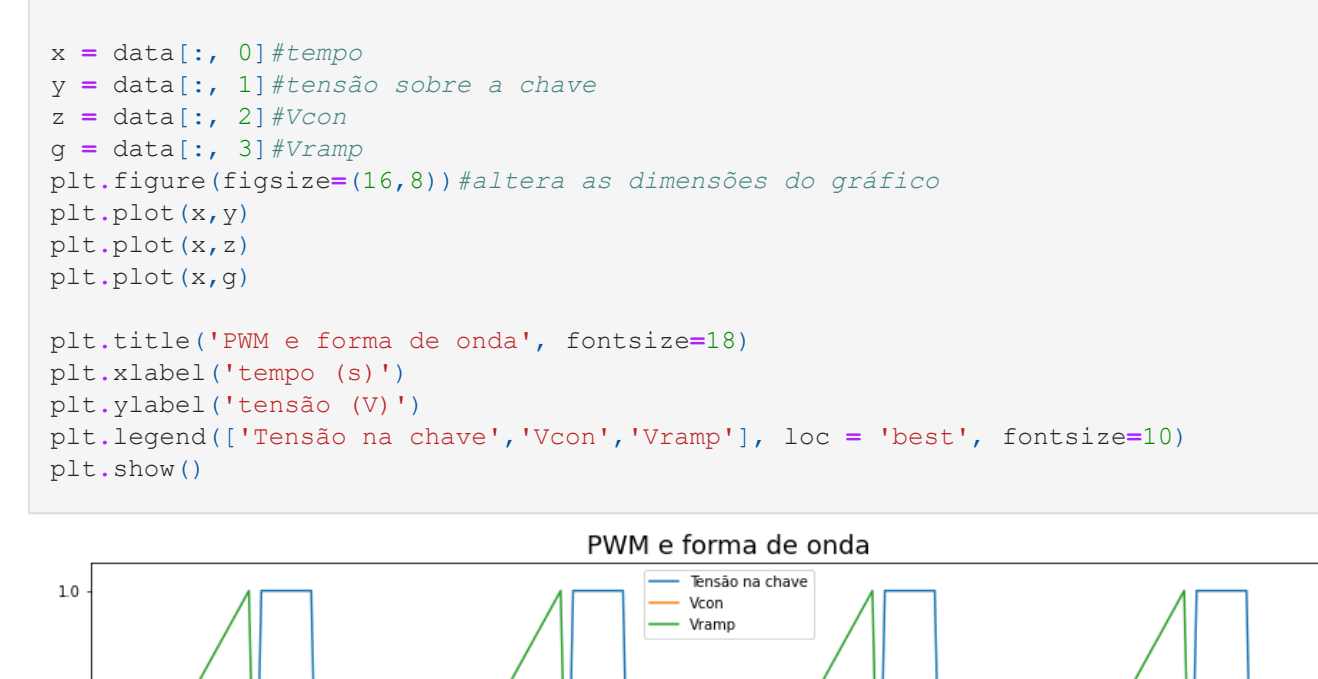 x = data[:, 0]#tempo
y = data[:, 1]#tensão sobre a chave
z = data[:, 2]#Vcon
g = data[:, 3]#Vramp
plt.figure(figsize=(16,8))#altera as dimensões do gráfico
plt.plot(x,y)
plt.plot(x,z)
plt.plot(x,g)
plt.title('PWM e forma de onda', fontsize=18)
plt.xlabel('tempo (s)')
plt.ylabel('tensão (V)')
plt.legend(['Tensão na chave','Vcon','Vramp'], loc = 'best', fontsize=10)
plt.show()
PWM e forma de onda
1.0
Tensão na chave
Vcon
Vramp